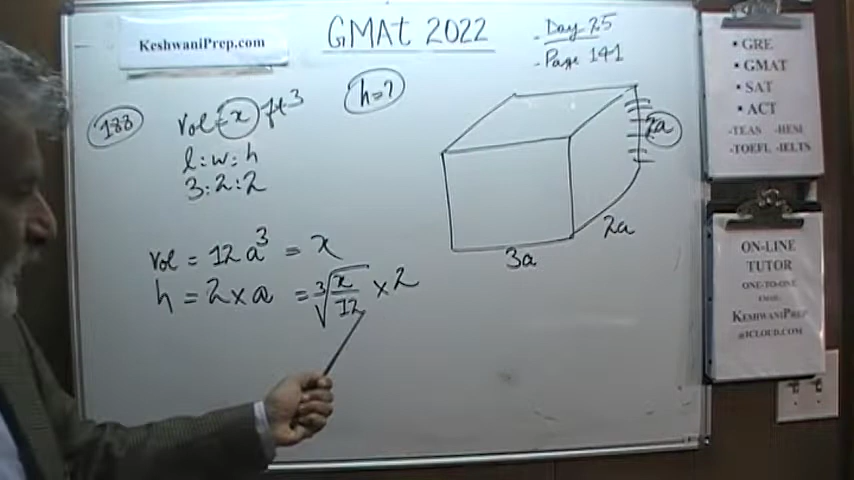 KeshwaniPrep.com
GMAT 2022
- Day 25
- Page 141
188
Vol = x ft³
h=?
l:w:h
3:2:2
Vol = 12a³ = x
h = 2 × a = ∛(x/12) × 2
2a
2a
3a
• GRE
• GMAT
• SAT
• ACT
-TEAS -HESI
-TOEFL -IELTS
ON-LINE
TUTOR
ONE-TO-ONE
EMAIL
KESHWANIPREP
@ICLOUD.COM